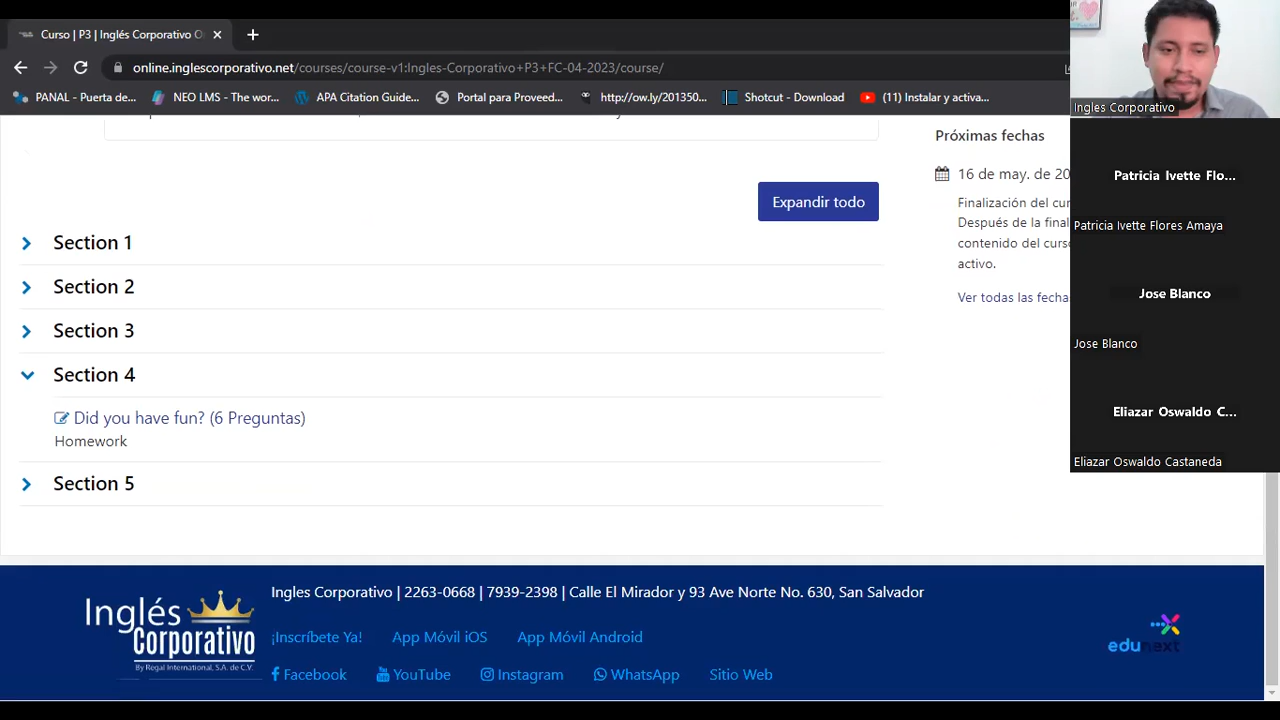 Curso | P3 | Inglés Corporativo O
online.inglescorporativo.net/courses/course-v1:Ingles-Corporativo+P3+FC-04-2023/course/
PANAL - Puerta de...
NEO LMS - The wor...
APA Citation Guide...
Portal para Proveed...
http://ow.ly/201350...
Shotcut - Download
(11) Instalar y activa...
Ingles Corporativo
Próximas fechas
16 de may. de 20
Finalización del cur
Después de la final
contenido del curs
activo.
Ver todas las fecha
Expandir todo
Section 1
Section 2
Section 3
Section 4
Did you have fun? (6 Preguntas)
Homework
Section 5
Patricia Ivette Flo...
Patricia Ivette Flores Amaya
Jose Blanco
Jose Blanco
Eliazar Oswaldo C...
Eliazar Oswaldo Castaneda
Inglés
Corporativo
By Regal International, S.A. de C.V.
Ingles Corporativo | 2263-0668 | 7939-2398 | Calle El Mirador y 93 Ave Norte No. 630, San Salvador
¡Inscríbete Ya!
App Móvil iOS
App Móvil Android
Facebook
YouTube
Instagram
WhatsApp
Sitio Web
edunext